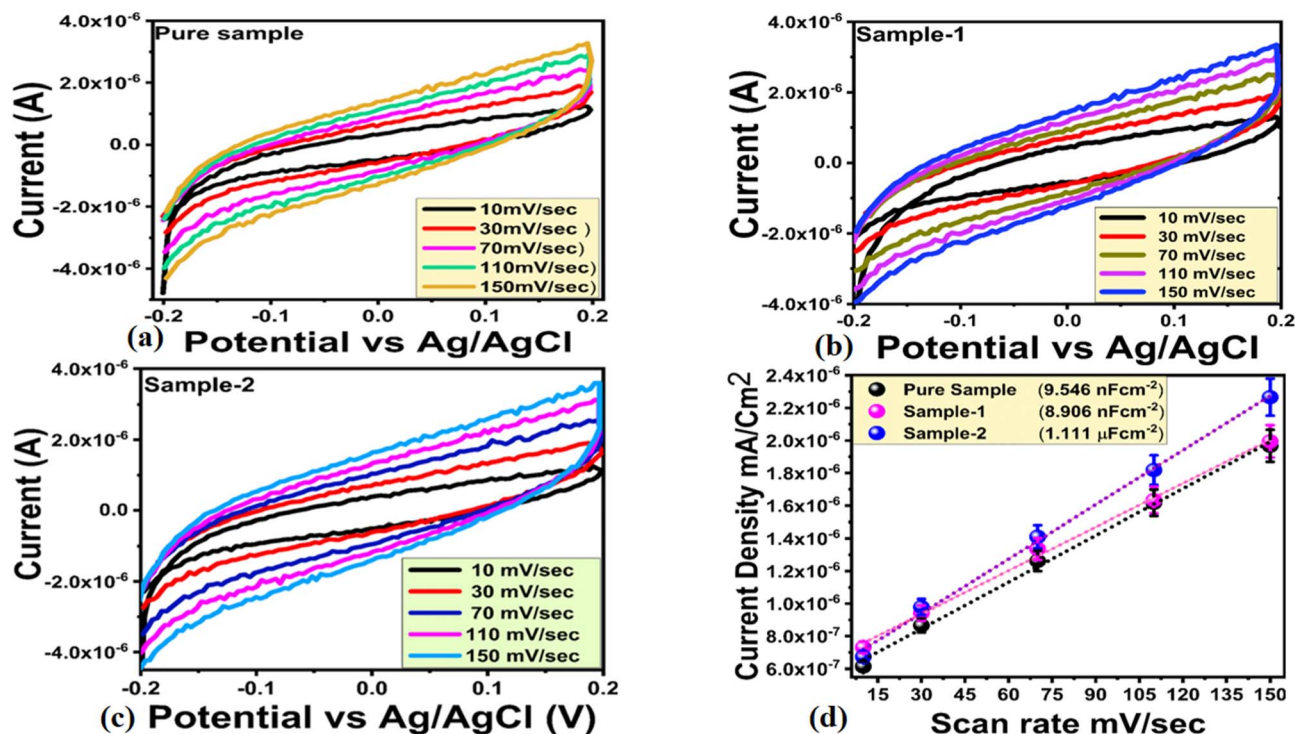 Pure sample
4.0x10-6
2.0x10-6
0.0
-2.0x10-6
-4.0x10-6
Current (A)
10mV/sec
30mV/sec )
70mV/sec)
110mV/sec)
150mV/sec)
-0.2 -0.1 0.0 0.1 0.2
(a) Potential vs Ag/AgCl
Sample-1
4.0x10-6
2.0x10-6
0.0
-2.0x10-6
-4.0x10-6
Current (A)
10 mV/sec
30 mV/sec
70 mV/sec
110 mV/sec
150 mV/sec
-0.2 -0.1 0.0 0.1 0.2
(b) Potential vs Ag/AgCl
Sample-2
4.0x10-6
2.0x10-6
0.0
-2.0x10-6
-4.0x10-6
Current (A)
10 mV/sec
30 mV/sec
70 mV/sec
110 mV/sec
150 mV/sec
-0.2 -0.1 0.0 0.1 0.2
(c) Potential vs Ag/AgCl (V)
Pure Sample (9.546 nFcm-2)
Sample-1 (8.906 nFcm-2)
Sample-2 (1.111 μFcm-2)
2.4x10-6
2.2x10-6
2.0x10-6
1.8x10-6
1.6x10-6
1.4x10-6
1.2x10-6
1.0x10-6
8.0x10-7
6.0x10-7
Current Density mA/Cm2
15 30 45 60 75 90 105 120 135 150
(d) Scan rate mV/sec